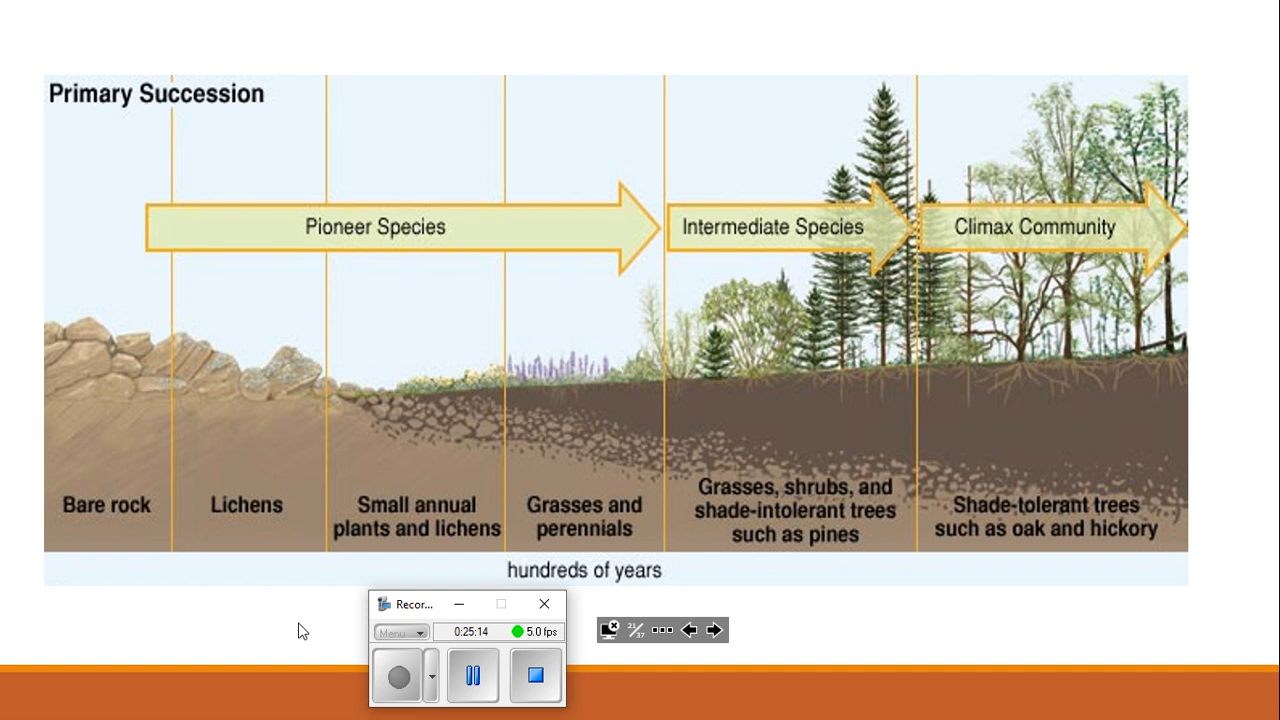 Primary Succession
Pioneer Species
Intermediate Species
Climax Community
Bare rock
Lichens
Small annual
plants and lichens
Grasses and
perennials
Grasses, shrubs, and
shade-intolerant trees
such as pines
Shade-tolerant trees
such as oak and hickory
hundreds of years
Recor...
Menu
0:25:14
5.0 fps
21/37